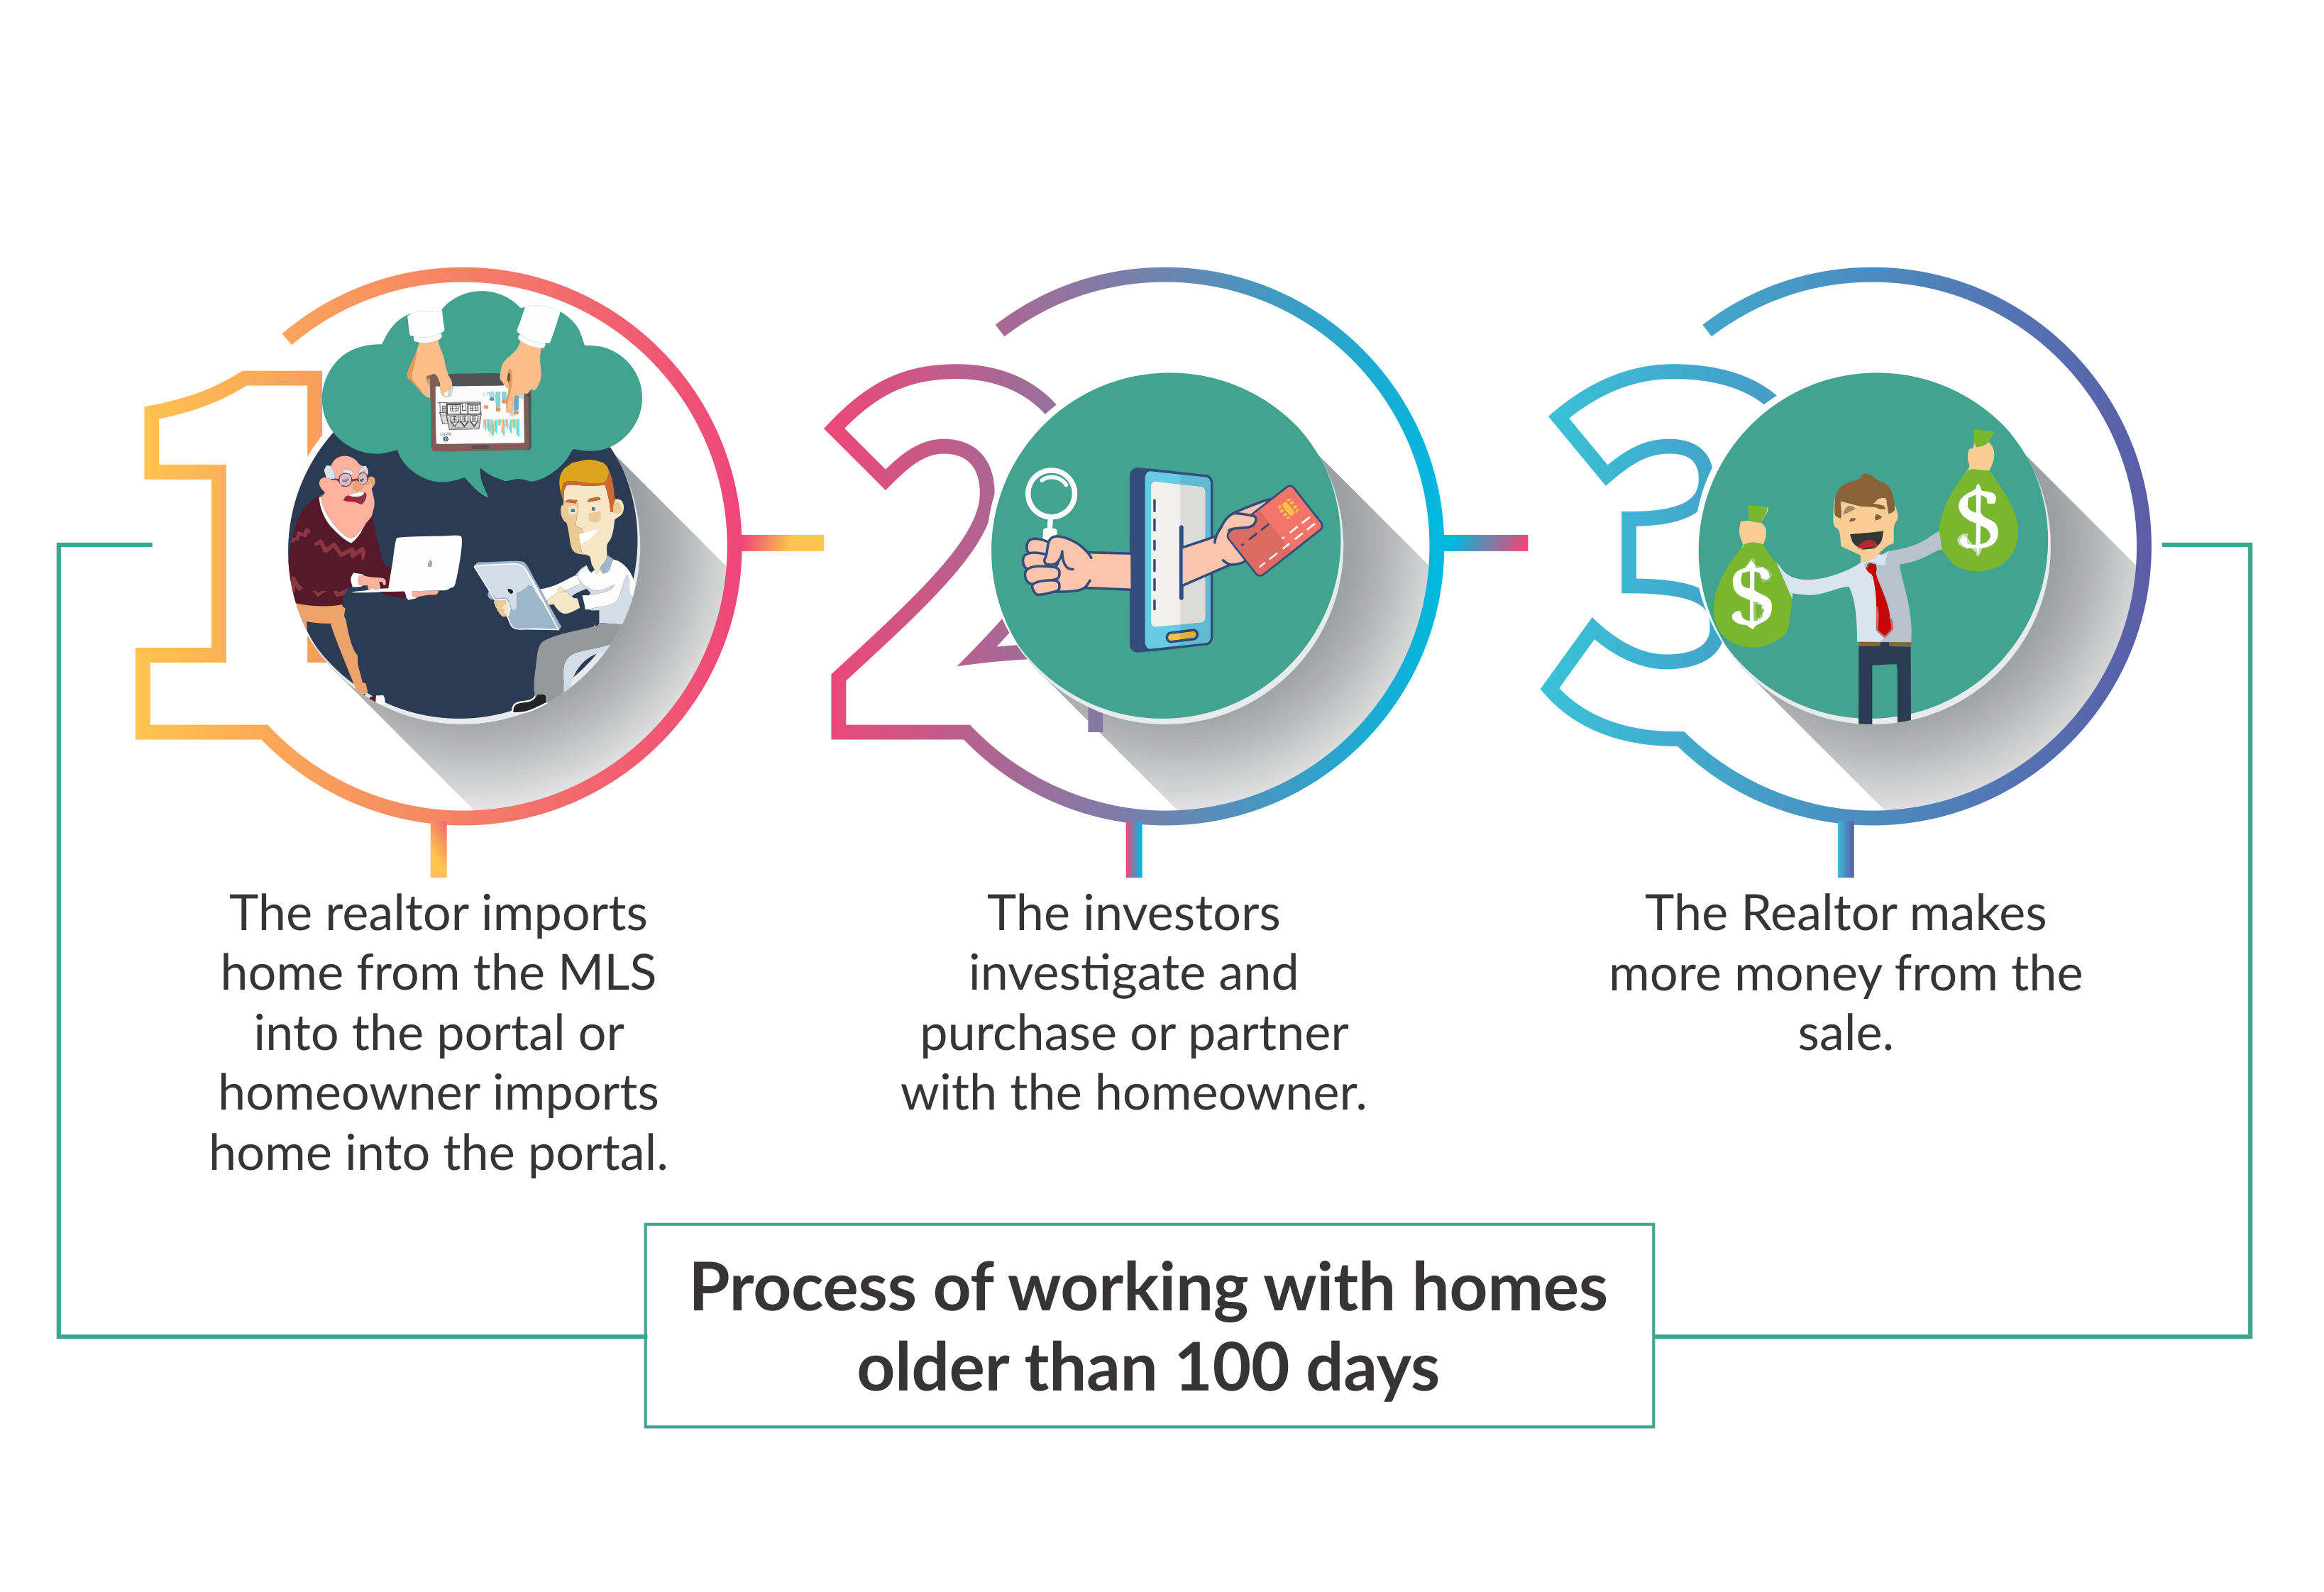 1
The realtor imports
home from the MLS
into the portal or
homeowner imports
home into the portal.
2
The investors
investigate and
purchase or partner
with the homeowner.
3
$
$
The Realtor makes
more money from the
sale.
Process of working with homes
older than 100 days